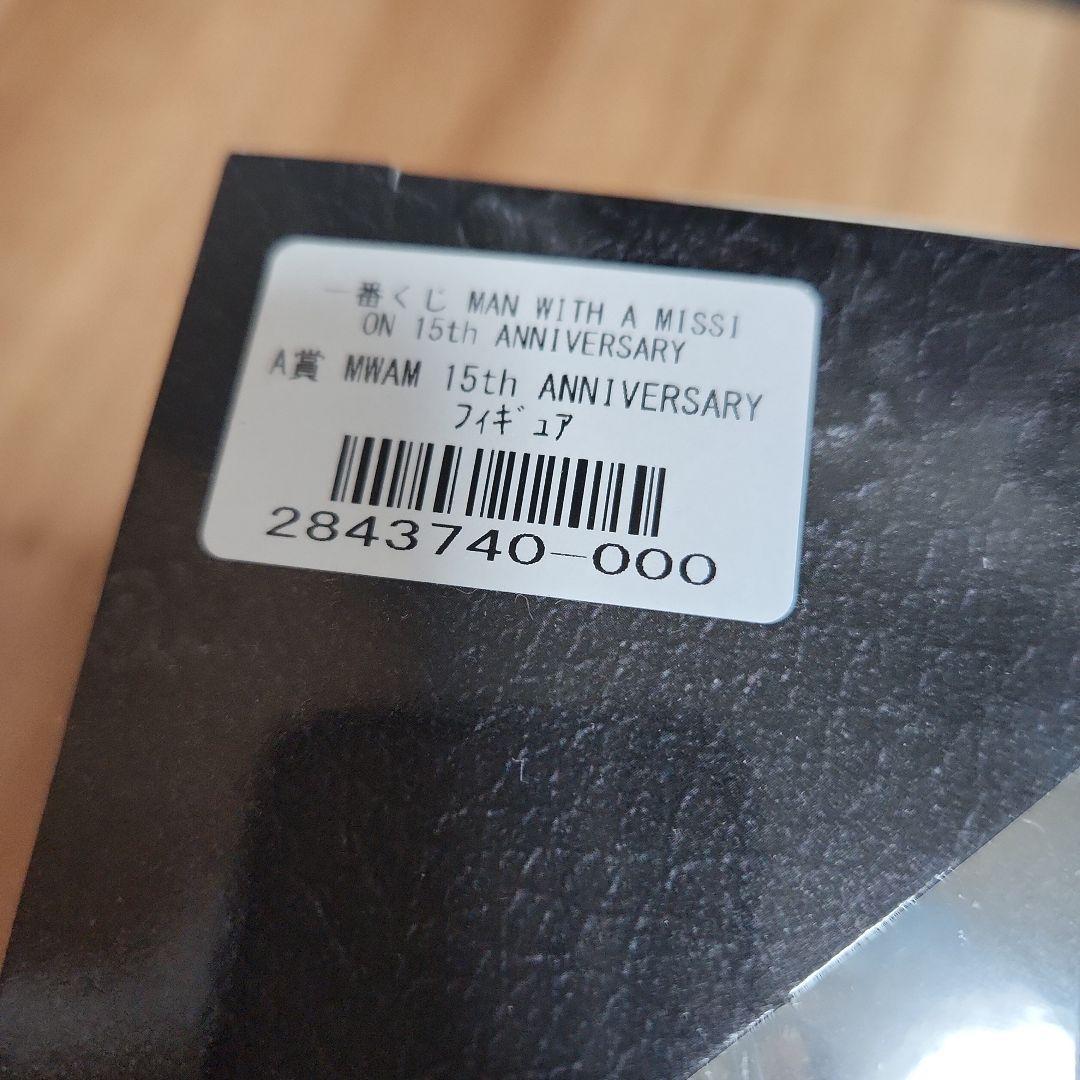 一番くじ MAN WITH A MISSI
ON 15th ANNIVERSARY
A賞 MWAM 15th ANNIVERSARY
ﾌｨｷﾞｭｱ
2843740-000